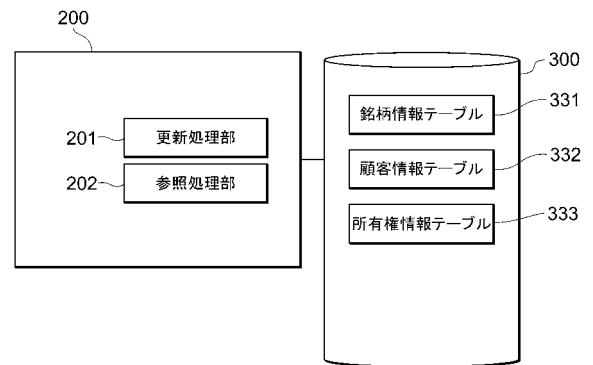 200
201
更新処理部
202
参照処理部
300
銘柄情報テーブル
331
顧客情報テーブル
332
所有権情報テーブル
333